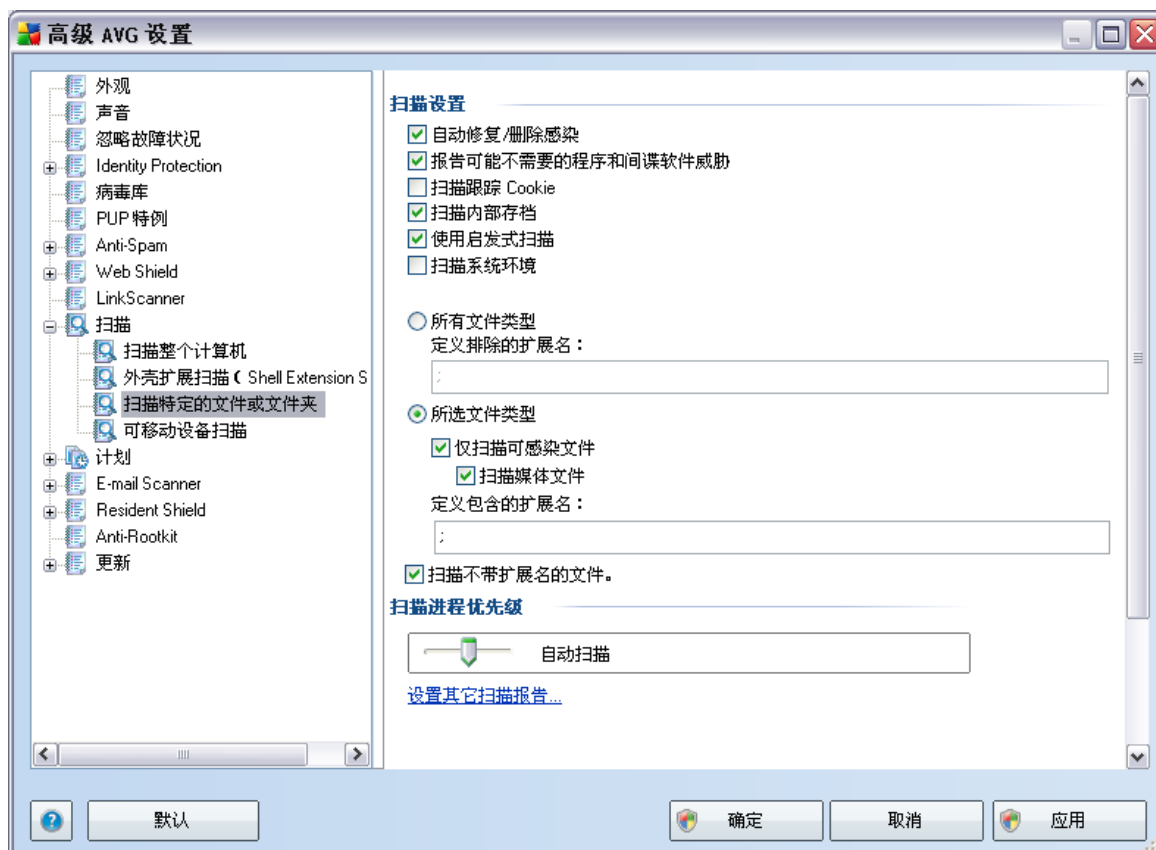 高级 AVG 设置
外观
声音
忽略故障状况
Identity Protection
病毒库
PUP 特例
Anti-Spam
Web Shield
LinkScanner
扫描
扫描整个计算机
外壳扩展扫描( Shell Extension S
扫描特定的文件或文件夹
可移动设备扫描
计划
E-mail Scanner
Resident Shield
Anti-Rootkit
更新
扫描设置
自动修复/删除感染
报告可能不需要的程序和间谍软件威胁
扫描跟踪 Cookie
扫描内部存档
使用启发式扫描
扫描系统环境
所有文件类型
定义排除的扩展名：
;
所选文件类型
仅扫描可感染文件
扫描媒体文件
定义包含的扩展名：
;
扫描不带扩展名的文件。
扫描进程优先级
自动扫描
设置其它扫描报告...
默认
确定
取消
应用